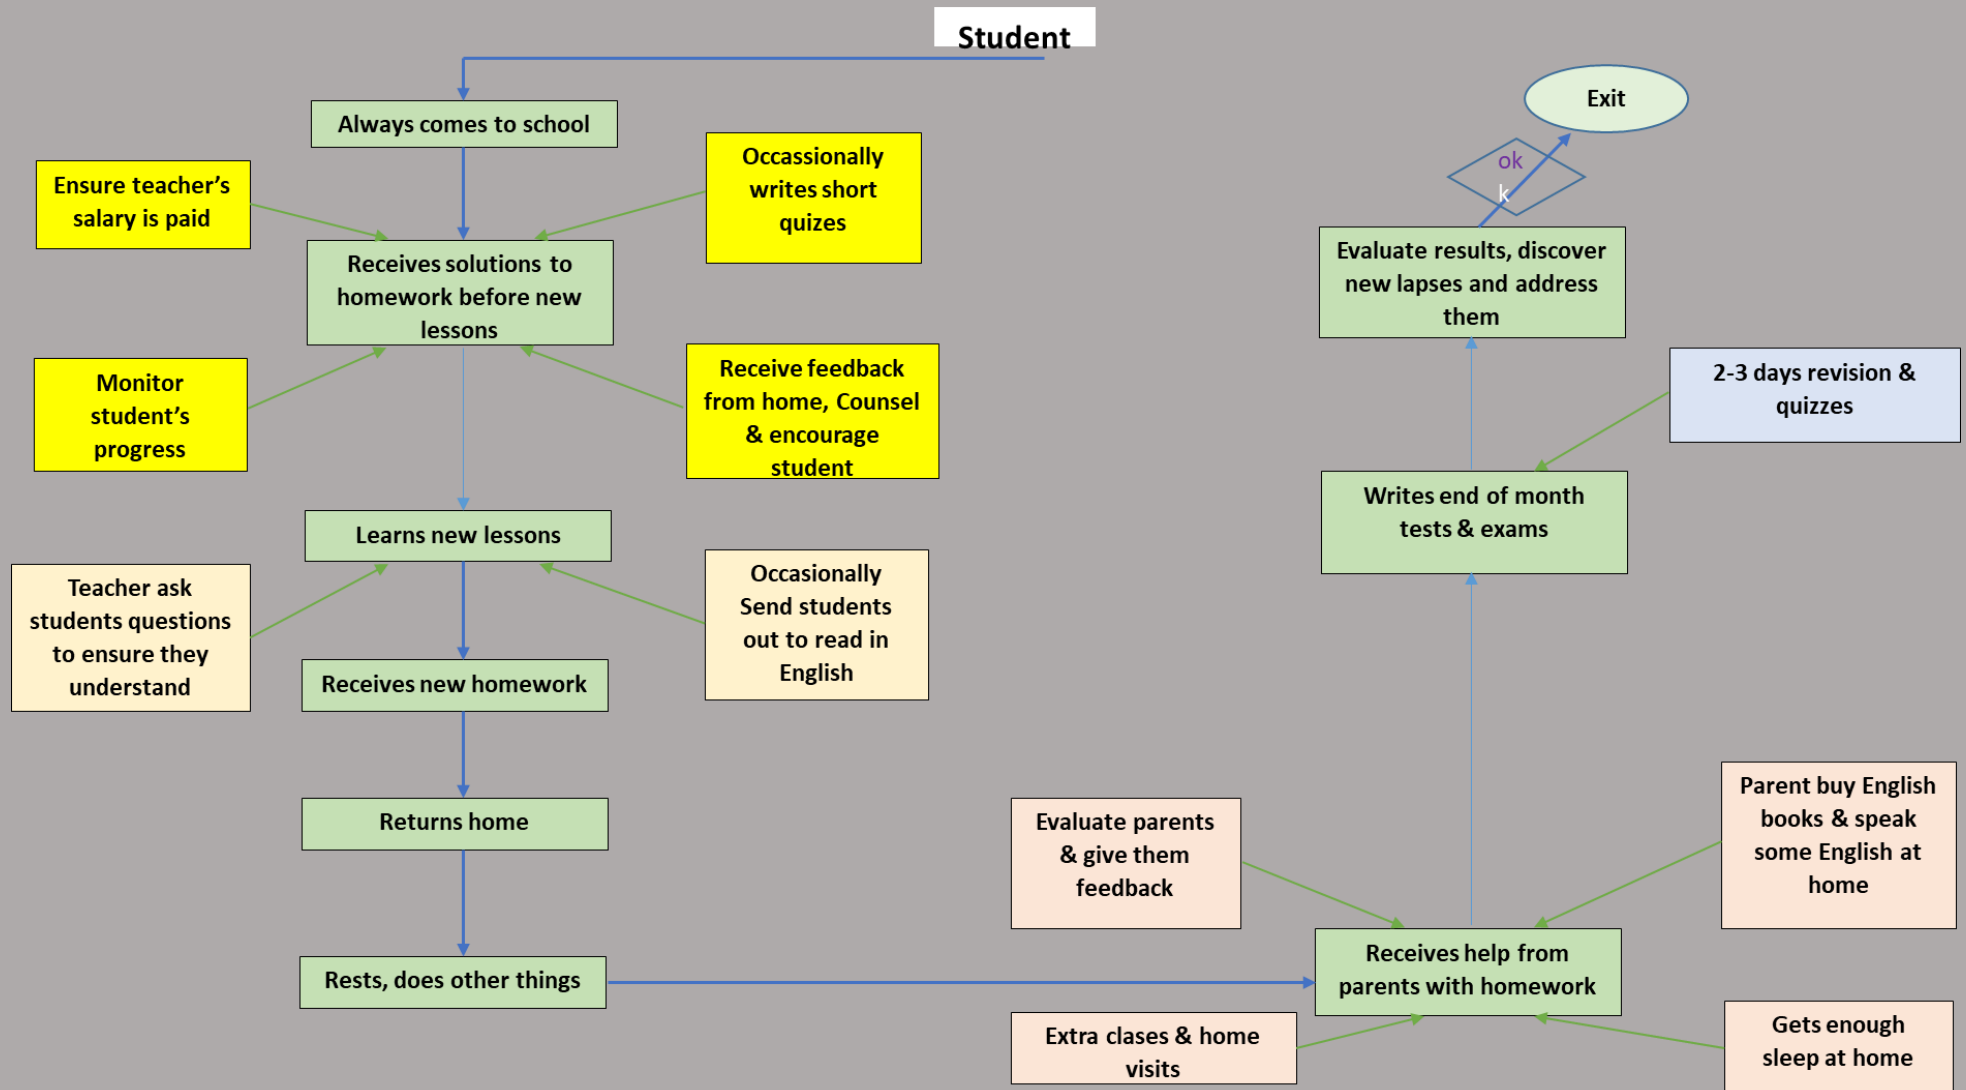 Student
Always comes to school
Ensure teacher's
salary is paid
Occassionally
writes short
quizes
Receives solutions to
homework before new
lessons
Monitor
student's
progress
Receive feedback
from home, Counsel
& encourage
student
Learns new lessons
Teacher ask
students questions
to ensure they
understand
Occasionally
Send students
out to read in
English
Receives new homework
Returns home
Rests, does other things
Exit
ok
k
Evaluate results, discover
new lapses and address
them
2-3 days revision &
quizzes
Writes end of month
tests & exams
Evaluate parents
& give them
feedback
Parent buy English
books & speak
some English at
home
Receives help from
parents with homework
Extra clases & home
visits
Gets enough
sleep at home